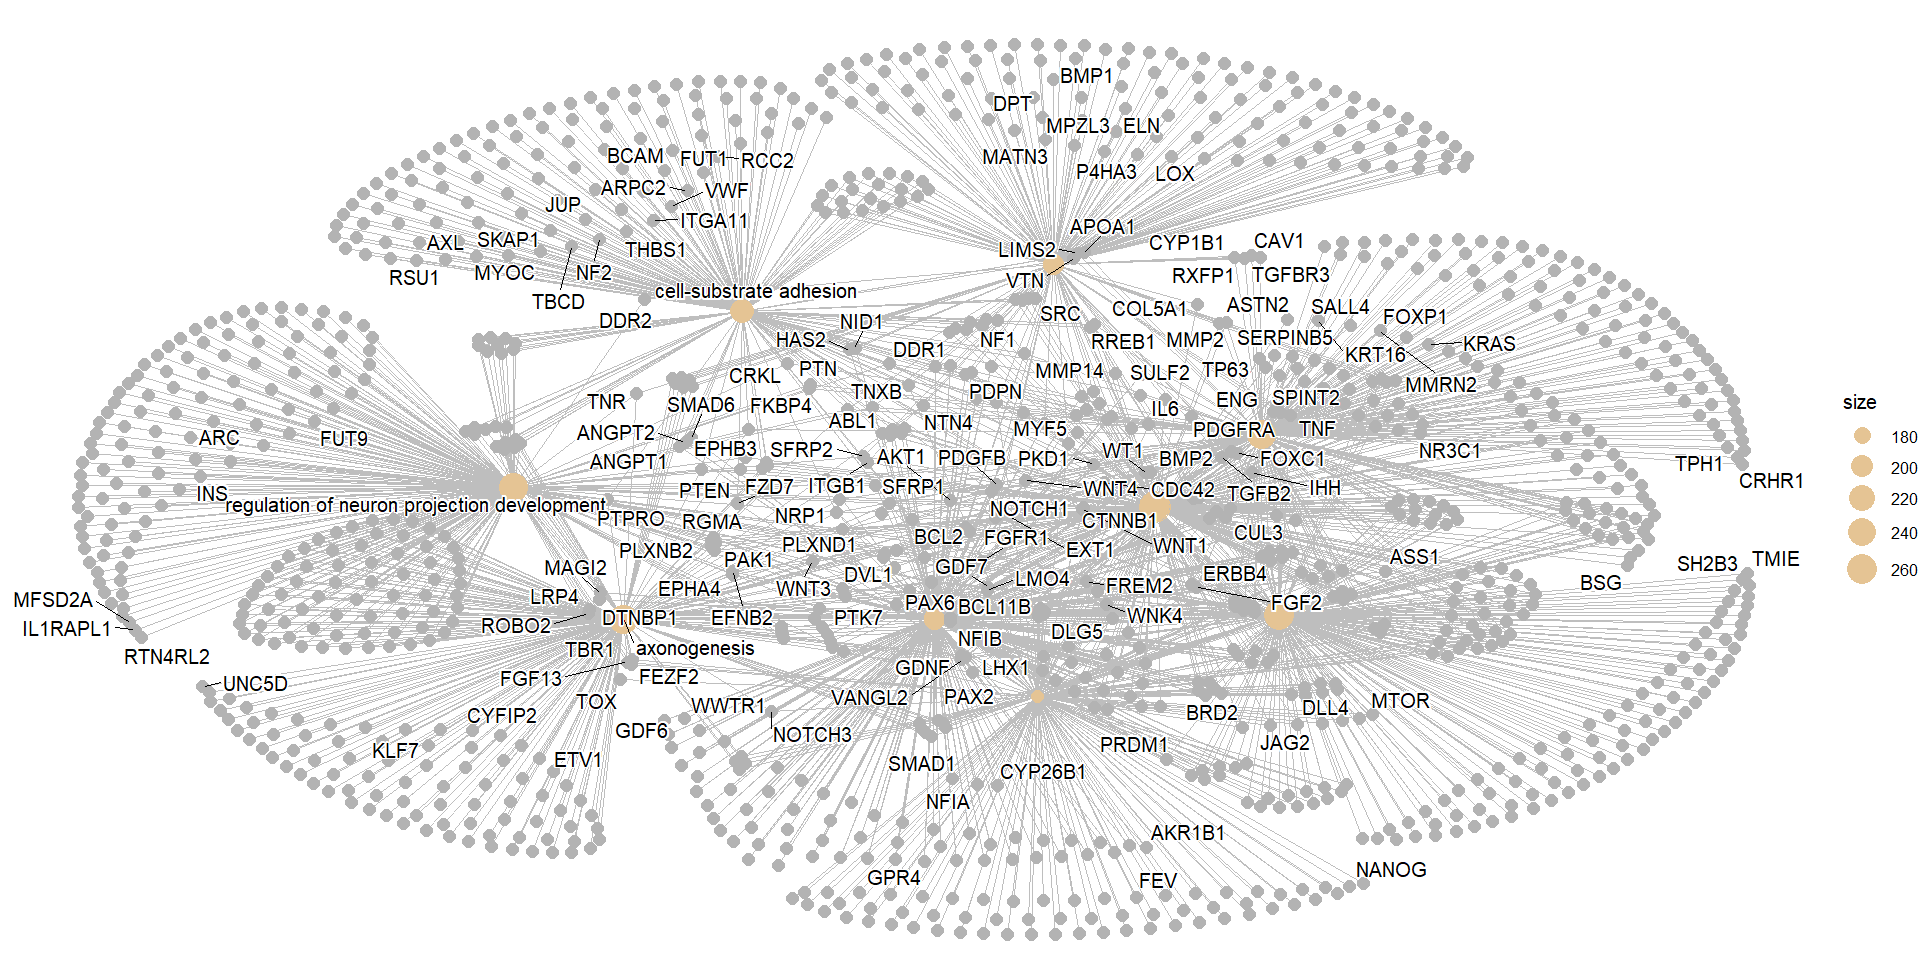 BMP1
DPT
MPZL3 ELN
MATN3
P4HA3
LOX
BCAM FUT1 RCC2
ARPC2 VWF
JUP
ITGA11
AXL SKAP1
THBS1
RSU1
MYOC NF2
TBCD
APOA1
LIMS2
VTN
CYP1B1 CAV1
RXFP1 TGFBR3
cell-substrate adhesion
DDR2
NID1
HAS2
DDR1
NF1
SRC
COL5A1
ASTN2
SALL4
FOXP1
RREB1 MMP2 SERPINB5
KRT16
KRAS
MMRN2
CRKL
PTN
TNXB
PDPN
MMP14
SULF2
TP63
TNR
SMAD6
FKBP4
ABL1
NTN4
MYF5
IL6
ENG
SPINT2
PDGFRA TNF
ANGPT2
EPHB3
SFRP2
AKT1
PDGFB
PKD1
WT1
BMP2
FOXC1
NR3C1
TPH1
CRHR1
ARC
FUT9
ANGPT1
INS
regulation of neuron projection development
PTEN
FZD7
ITGB1
SFRP1
WNT4
CDC42
TGFB2
IHH
PTPRO
RGMA
NRP1
NOTCH1
CTNNB1
CUL3
PLXNB2
PAK1
PLXND1
BCL2
FGFR1
EXT1
WNT1
ASS1
SH2B3
TMIE
MAGI2
EPHA4
WNT3
DVL1
GDF7
LMO4
FREM2
ERBB4
BSG
MFSD2A
IL1RAPL1
RTN4RL2
LRP4
ROBO2
DTNBP1
EFNB2
PTK7
PAX6
BCL11B
WNK4
FGF2
TBR1
axonogenesis
NFIB
DLG5
FGF13
FEZF2
GDNF
LHX1
UNC5D
TOX
WWTR1
VANGL2
PAX2
BRD2
DLL4
MTOR
CYFIP2
GDF6
NOTCH3
PRDM1
JAG2
KLF7
ETV1
SMAD1
CYP26B1
NFIA
AKR1B1
GPR4
FEV
NANOG
size
180
200
220
240
260